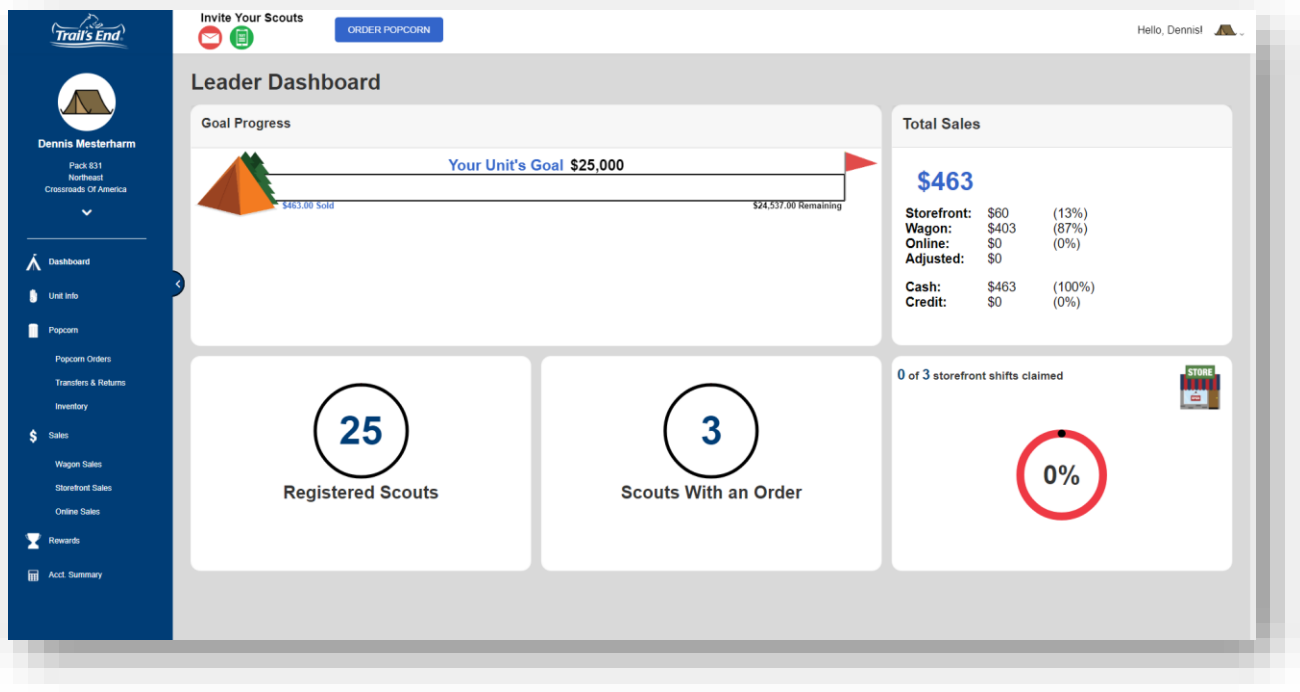 Trail's End
Invite Your Scouts
ORDER POPCORN
Hello, Dennis!
Dennis Mesterharm
Pack 831
Northeast
Crossroads Of America
Dashboard
Unit Info
Popcorn
Popcorn Orders
Transfers & Returns
Inventory
$ Sales
Wagon Sales
Storefront Sales
Online Sales
Rewards
Acct. Summary
Leader Dashboard
Goal Progress
Your Unit's Goal $25,000
$463.00 Sold
$24,537.00 Remaining
Total Sales
$463
Storefront: $60 (13%)
Wagon: $403 (87%)
Online: $0 (0%)
Adjusted: $0
Cash: $463 (100%)
Credit: $0 (0%)
25
Registered Scouts
3
Scouts With an Order
0 of 3 storefront shifts claimed
STORE
0%